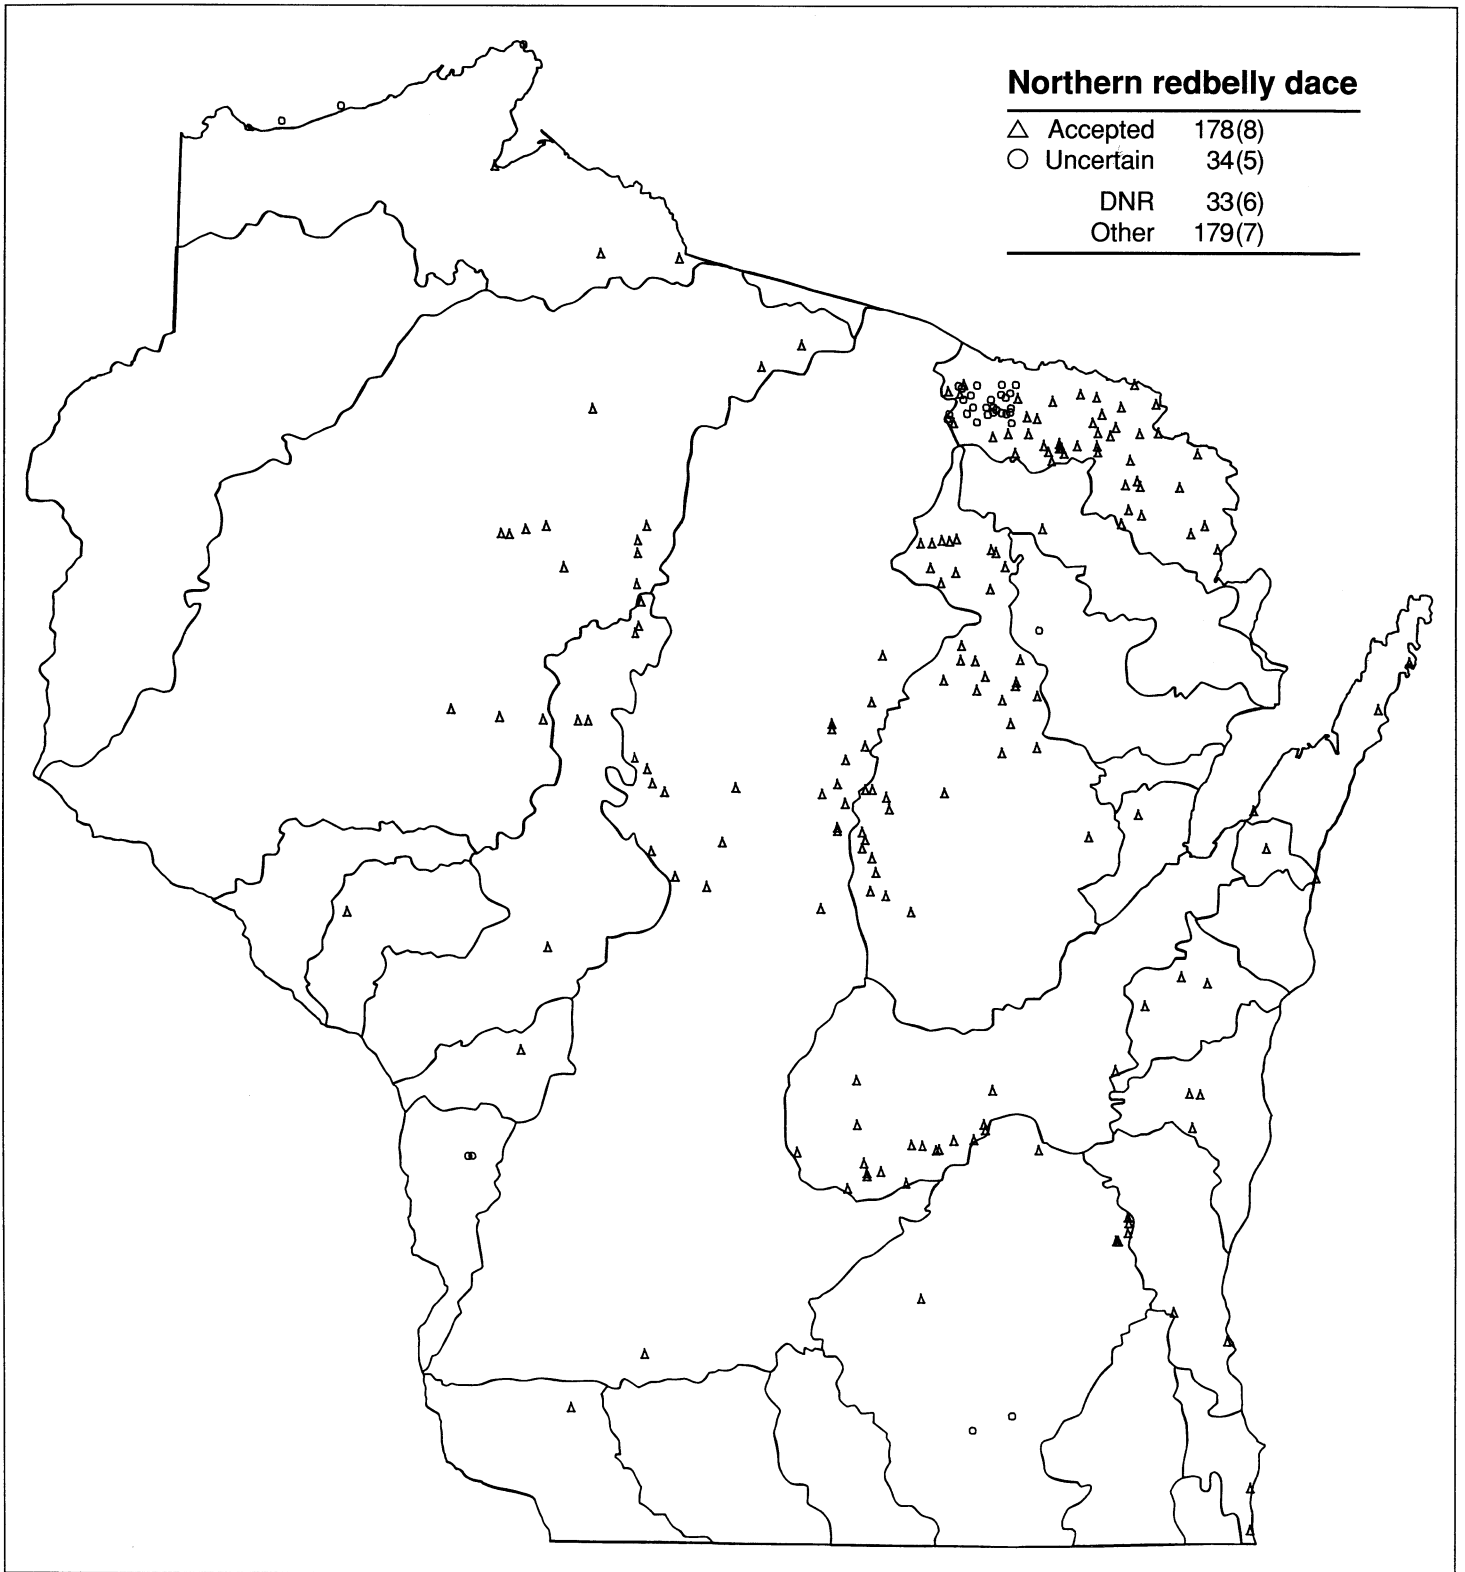 Northern redbelly dace
△ Accepted 178(8)
○ Uncertain 34(5)
DNR 33(6)
Other 179(7)